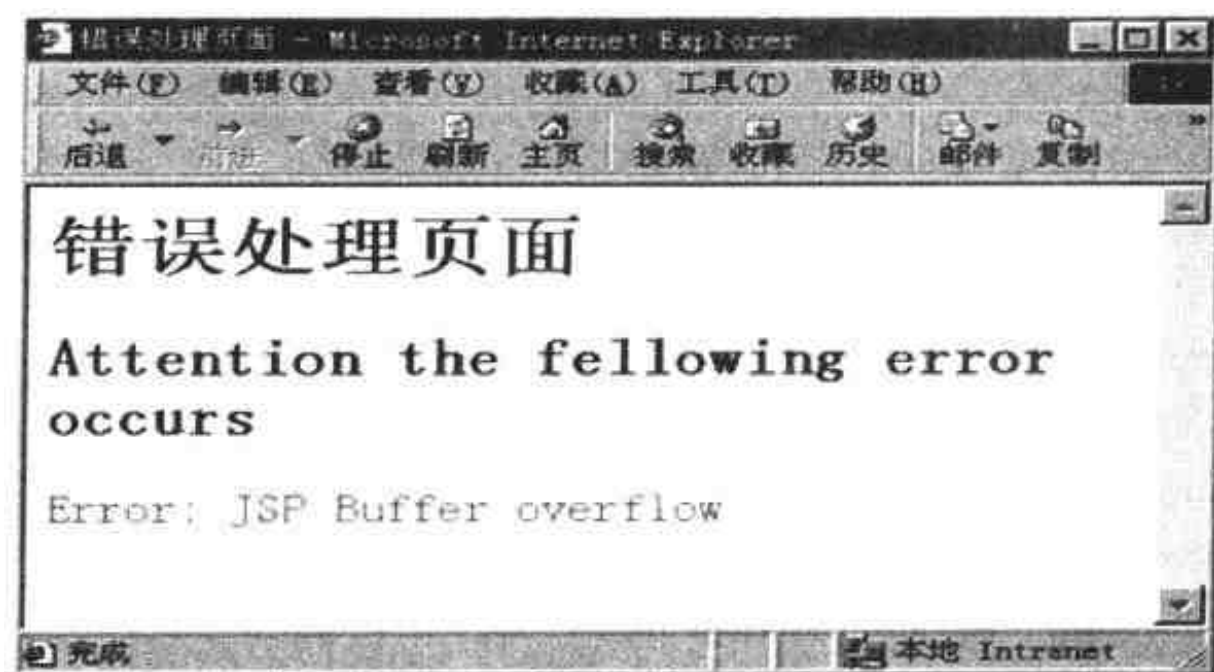 错误处理页面 - Microsoft Internet Explorer
文件(F) 编辑(E) 查看(V) 收藏(A) 工具(T) 帮助(H)
后退 前进 停止 刷新 主页 搜索 收藏 历史 邮件 复制 »
错误处理页面
Attention the fellowing error
occurs
Error: JSP Buffer overflow
完成 本地 Intranet